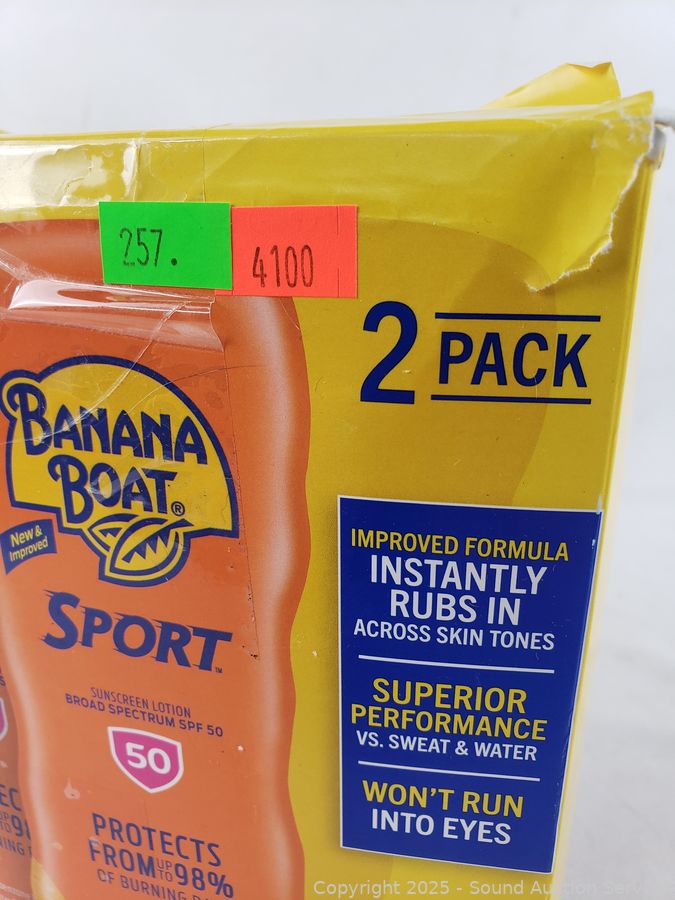 257.
4100
2 PACK
BANANA
BOAT®
New &
Improved
SPORT™
SUNSCREEN LOTION
BROAD SPECTRUM SPF 50
50
PROTECTS
FROM UP TO 98%
OF BURNING
IMPROVED FORMULA
INSTANTLY
RUBS IN
ACROSS SKIN TONES
SUPERIOR
PERFORMANCE
VS. SWEAT & WATER
WON'T RUN
INTO EYES
Copyright 2025 - Sound Auction Service